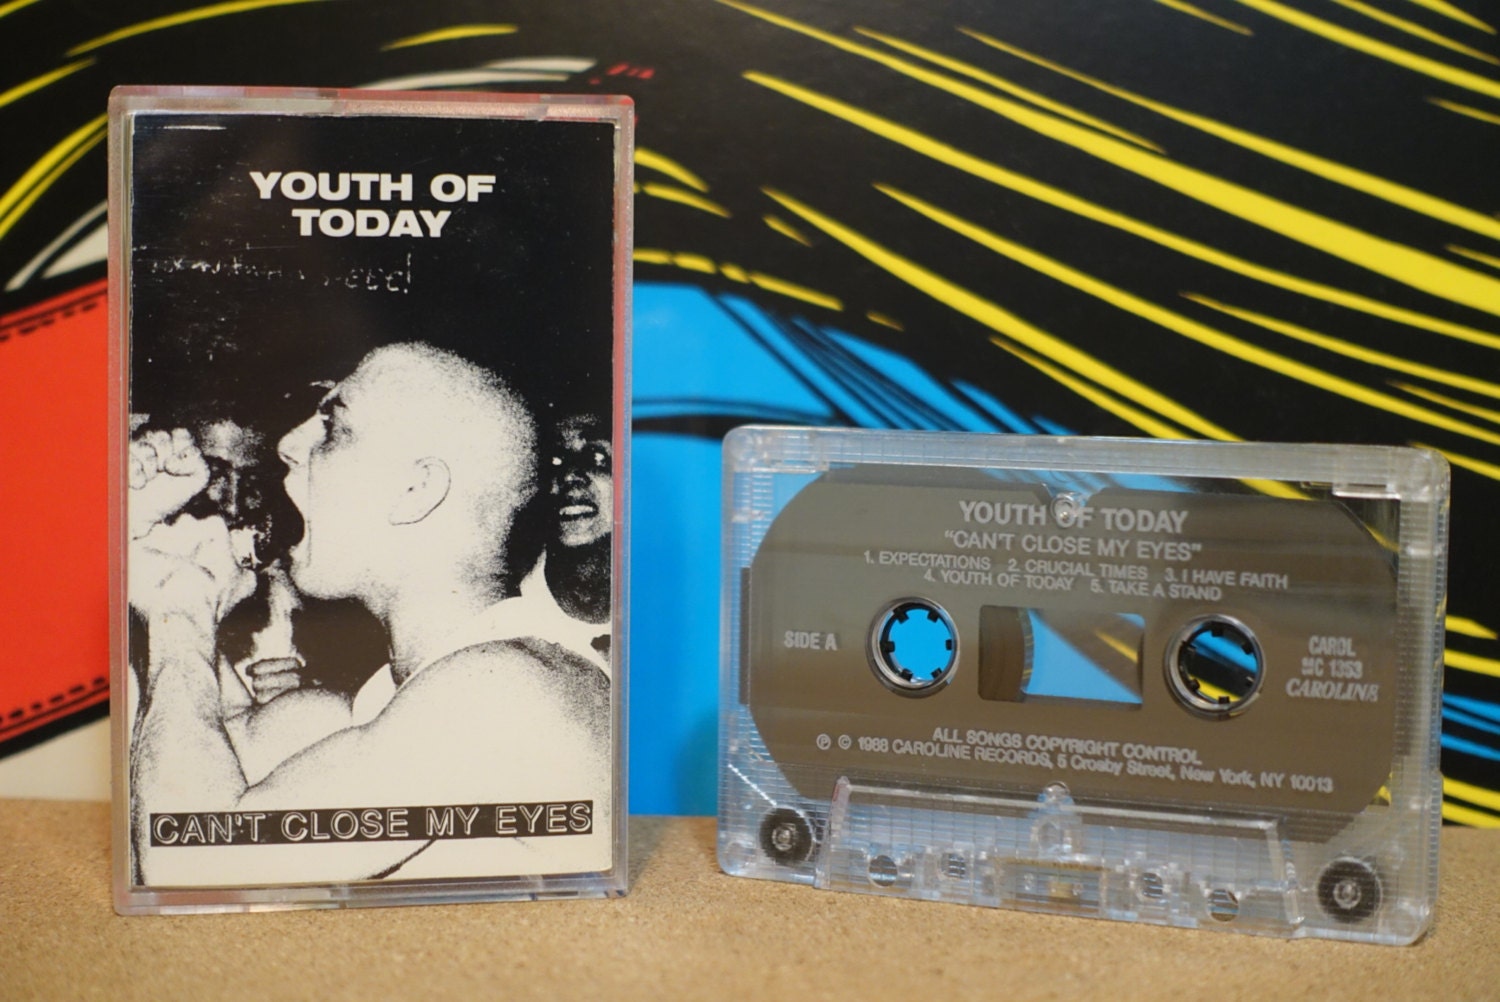 YOUTH OF
TODAY
CAN'T CLOSE MY EYES
YOUTH OF TODAY
"CAN'T CLOSE MY EYES"
1. EXPECTATIONS 2. CRUCIAL TIMES 3. I HAVE FAITH
4. YOUTH OF TODAY 5. TAKE A STAND
SIDE A
CAROL
MC 1353
CAROLINE
ALL SONGS COPYRIGHT CONTROL
℗ © 1988 CAROLINE RECORDS, 5 Crosby Street, New York, NY 10013